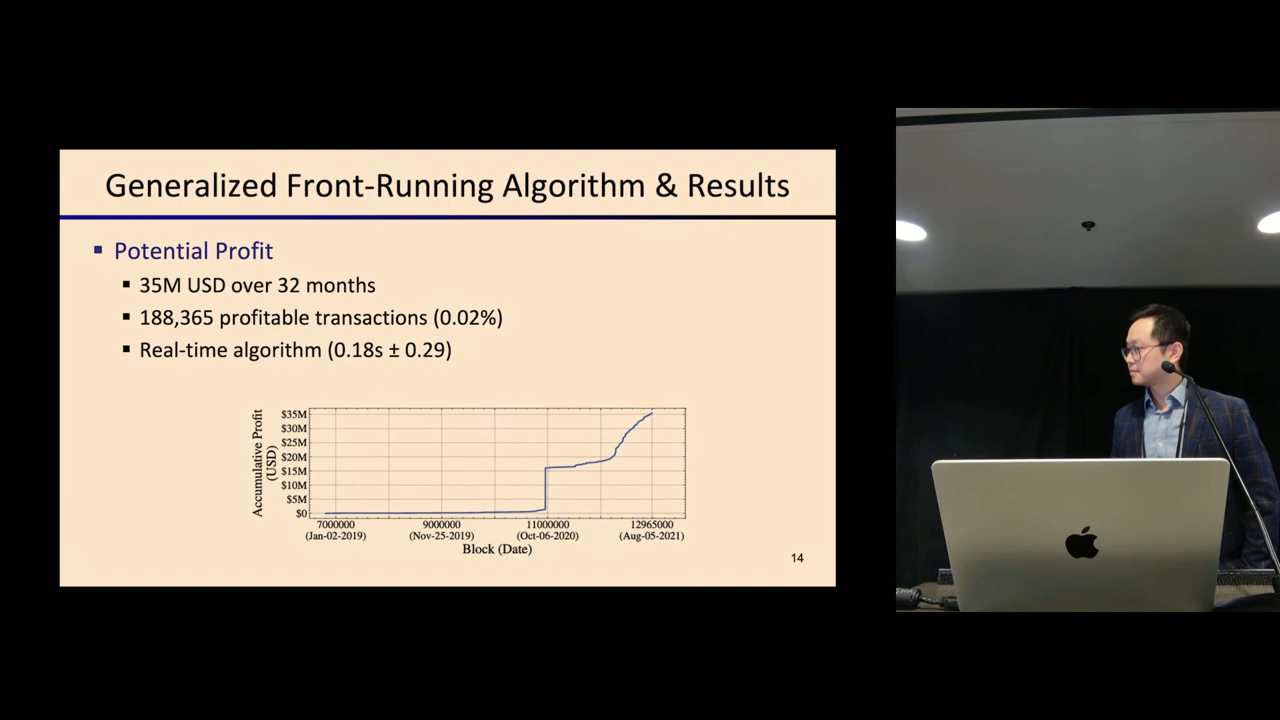 Generalized Front-Running Algorithm & Results
Potential Profit
35M USD over 32 months
188,365 profitable transactions (0.02%)
Real-time algorithm (0.18s ± 0.29)
Accumulative Profit
(USD)
$35M
$30M
$25M
$20M
$15M
$10M
$5M
$0
7000000 9000000 11000000 12965000
(Jan-02-2019) (Nov-25-2019) (Oct-06-2020) (Aug-05-2021)
Block (Date)
14